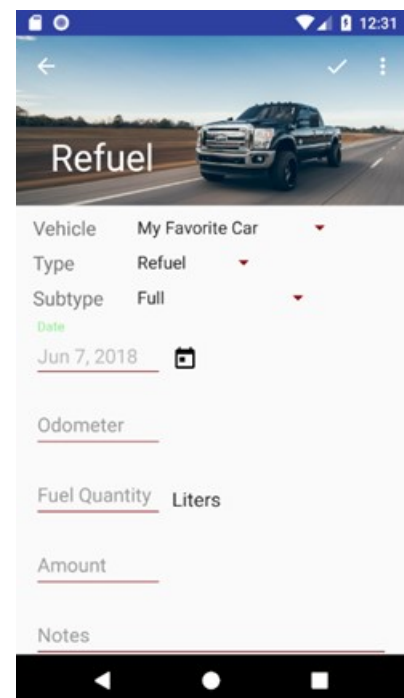 12:31
Refuel
Vehicle My Favorite Car
Type Refuel
Subtype Full
Date
Jun 7, 2018
Odometer
Fuel Quantity Liters
Amount
Notes